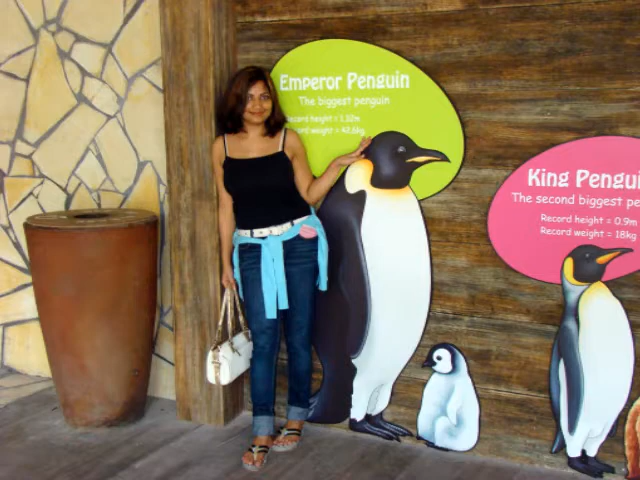 Emperor Penguin
The biggest penguin
Record height = 1.32m
Record weight = 42.6kg
King Pengui
The second biggest pe
Record height = 0.9m
Record weight = 18kg